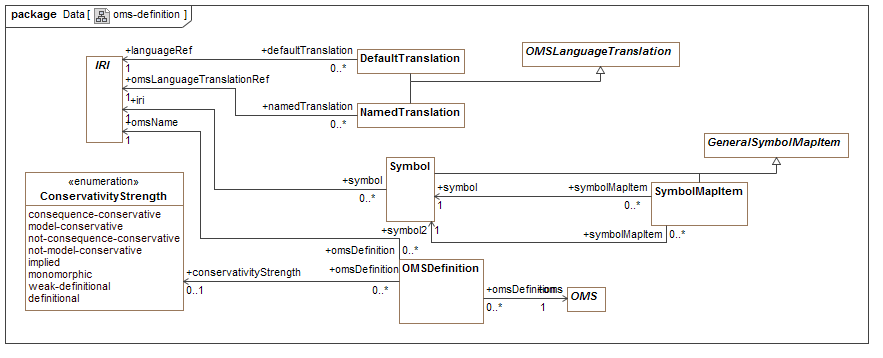 package Data [ oms-definition ]
+languageRef
+defaultTranslation
1
0..*
DefaultTranslation
OMSLanguageTranslation
IRI
+omsLanguageTranslationRef
1
+namedTranslation
0..*
NamedTranslation
+iri
1
+omsName
1
GeneralSymbolMapItem
Symbol
+symbol
0..*
+symbol
1
+symbolMapItem
0..*
SymbolMapItem
+symbol2
1
+symbolMapItem
0..*
«enumeration»
ConservativityStrength
consequence-conservative
model-conservative
not-consequence-conservative
not-model-conservative
implied
monomorphic
weak-definitional
definitional
+omsDefinition
0..*
+conservativityStrength
0..1
+omsDefinition
0..*
OMSDefinition
+omsDefinition
0..*
+oms
1
OMS